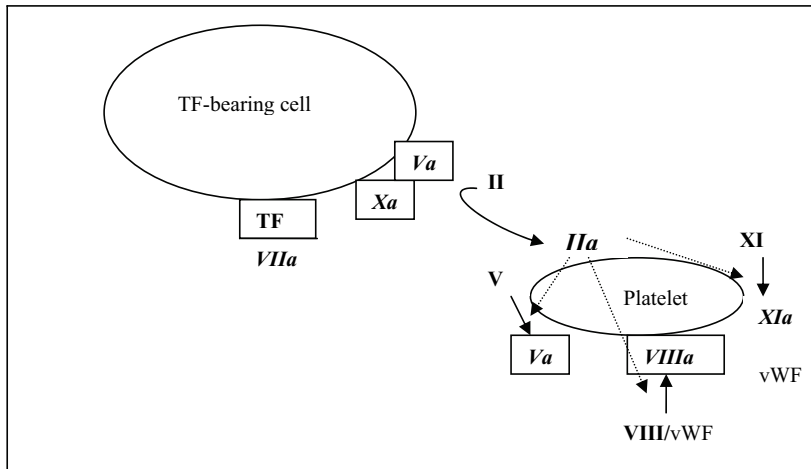 TF-bearing cell
Va
II
Xa
TF
VIIa
IIa
XI
V
Platelet
XIa
Va
VIIIa
vWF
VIII/vWF